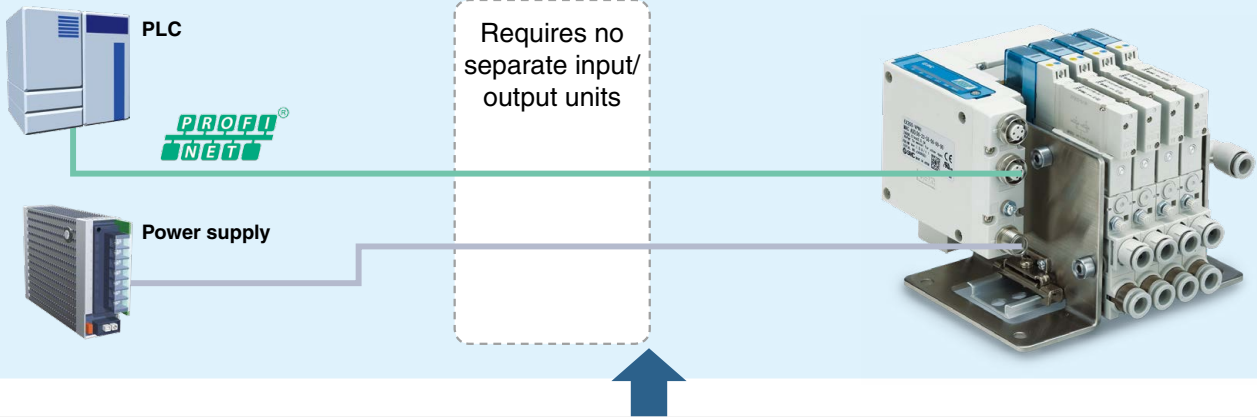 PLC
Requires no
separate input/
output units
PROFI®
NET
Power supply